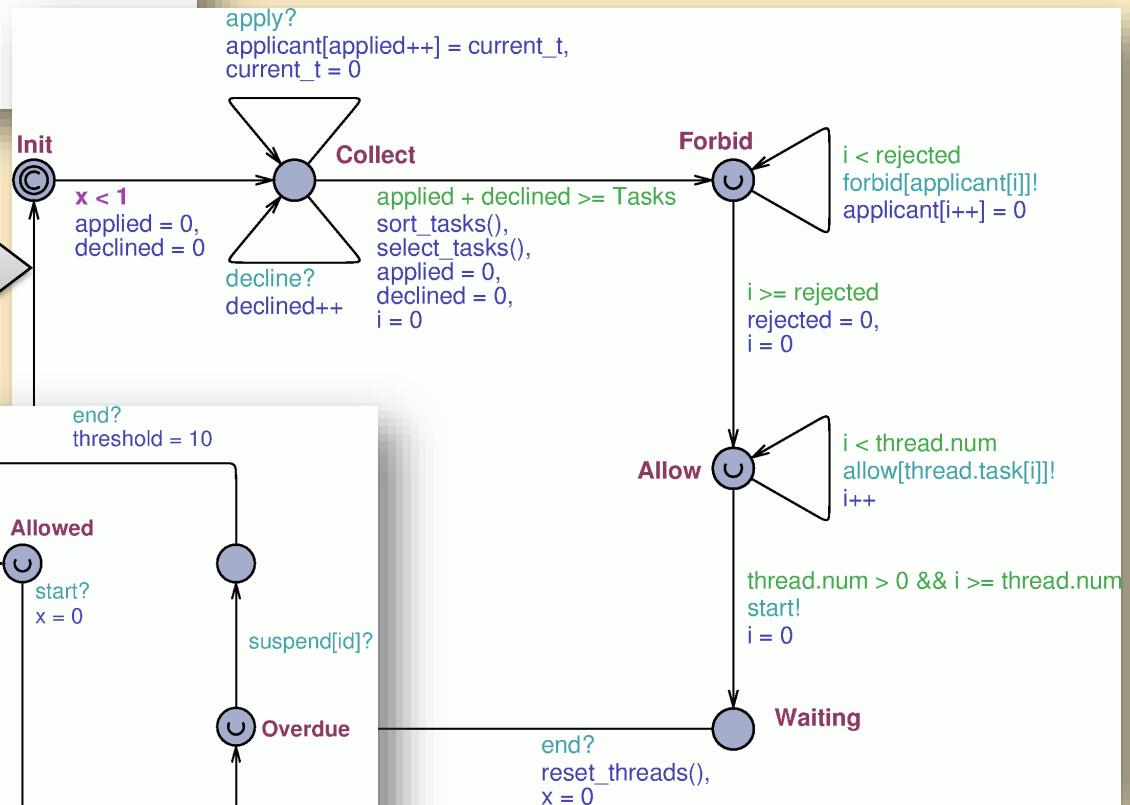 apply?
applicant[applied++] = current_t,
current_t = 0
Init
Collect
Forbid
x < 1
applied = 0,
declined = 0
applied + declined >= Tasks
sort_tasks(),
select_tasks(),
applied = 0,
declined = 0,
i = 0
i < rejected
forbid[applicant[i]]!
applicant[i++] = 0
decline?
declined++
i >= rejected
rejected = 0,
i = 0
end?
threshold = 10
Allow
i < thread.num
allow[thread.task[i]]!
i++
Allowed
start?
x = 0
thread.num > 0 && i >= thread.num
start!
i = 0
suspend[id]?
Overdue
Waiting
end?
reset_threads(),
x = 0